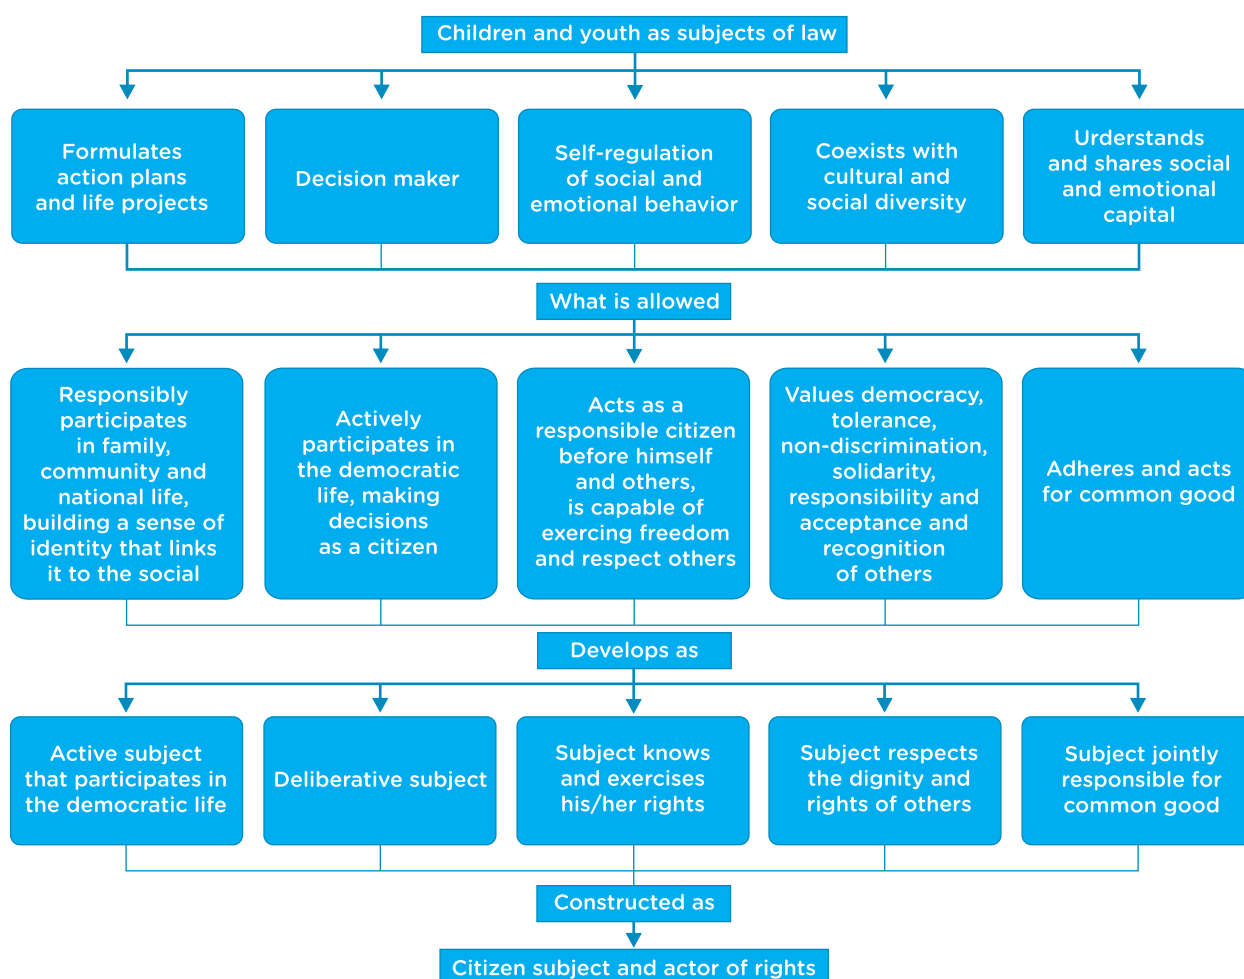 Children and youth as subjects of law
Formulates
action plans
and life projects
Decision maker
Self-regulation
of social and
emotional behavior
Coexists with
cultural and
social diversity
Urderstands
and shares social
and emotional
capital
What is allowed
Responsibly
participates
in family,
community and
national life,
building a sense of
identity that links
it to the social
Actively
participates in
the democratic
life, making
decisions
as a citizen
Acts as a
responsible citizen
before himself
and others,
is capable of
exercing freedom
and respect others
Values democracy,
tolerance,
non-discrimination,
solidarity,
responsibility and
acceptance and
recognition
of others
Adheres and acts
for common good
Develops as
Active subject
that participates in
the democratic life
Deliberative subject
Subject knows
and exercises
his/her rights
Subject respects
the dignity and
rights of others
Subject jointly
responsible for
common good
Constructed as
Citizen subject and actor of rights